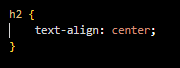 h2 {
    text-align: center;
}